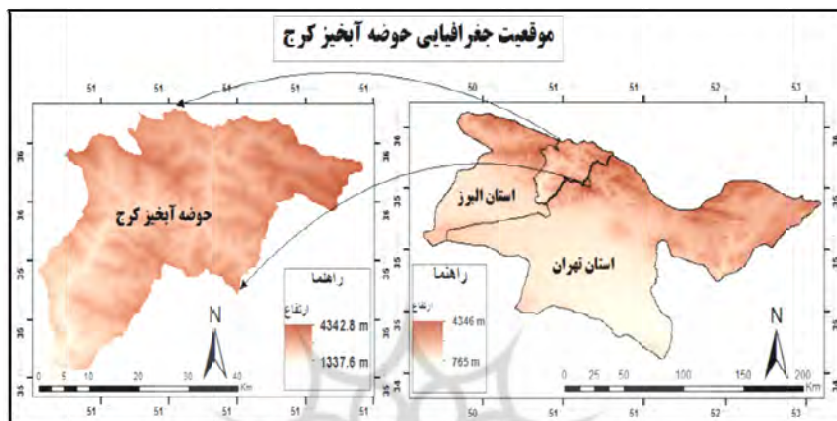 موقعیت جغرافیایی حوضه آبخیز کرج
51 51 51 51 51
50 51 51 52 53
36
36
35
35
36
35
35
35
34
حوضه آبخیز کرج
استان البرز
استان تهران
راهنما
ارتفاع
4342.8 m
1337.6 m
راهنما
ارتفاع
4346 m
765 m
N
N
0 5 10 20 30 40
Km
0 25 50 100 150 200
Km
51 51 51 51 51
50 51 51 52 53